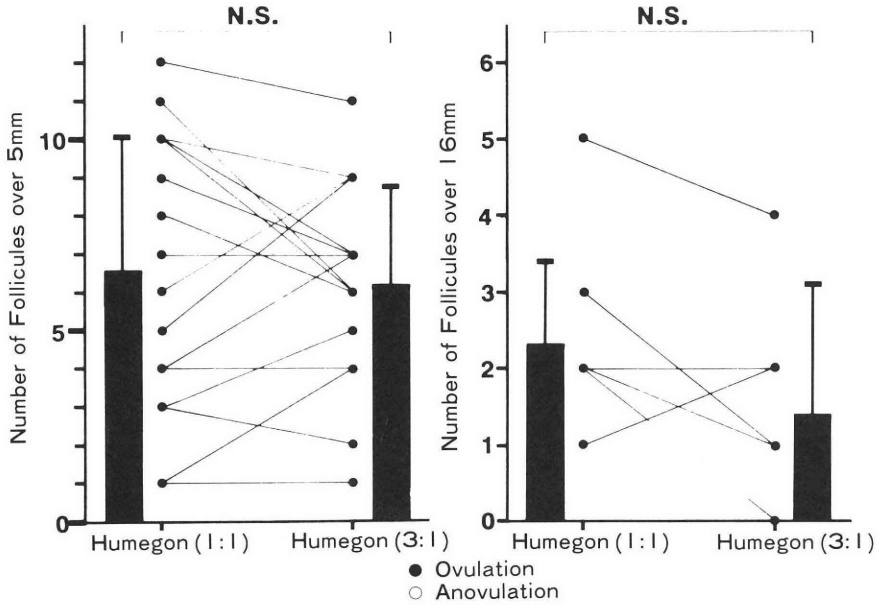 N.S.
N.S.
Number of Follicules over 5mm
10
5
0
Humegon (1:1)
Humegon (3:1)
Number of Follicules over 16mm
6
5
4
3
2
1
0
Humegon (1:1)
Humegon (3:1)
● Ovulation
○ Anovulation